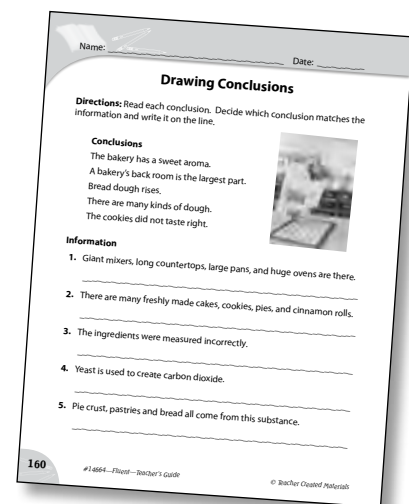 Name: Date:
Drawing Conclusions
Directions: Read each conclusion. Decide which conclusion matches the
information and write it on the line.
Conclusions
The bakery has a sweet aroma.
A bakery's back room is the largest part.
Bread dough rises.
There are many kinds of dough.
The cookies did not taste right.
Information
1. Giant mixers, long countertops, large pans, and huge ovens are there.
2. There are many freshly made cakes, cookies, pies, and cinnamon rolls.
3. The ingredients were measured incorrectly.
4. Yeast is used to create carbon dioxide.
5. Pie crust, pastries and bread all come from this substance.
160 #14664—Fluent—Teacher's Guide © Teacher Created Materials